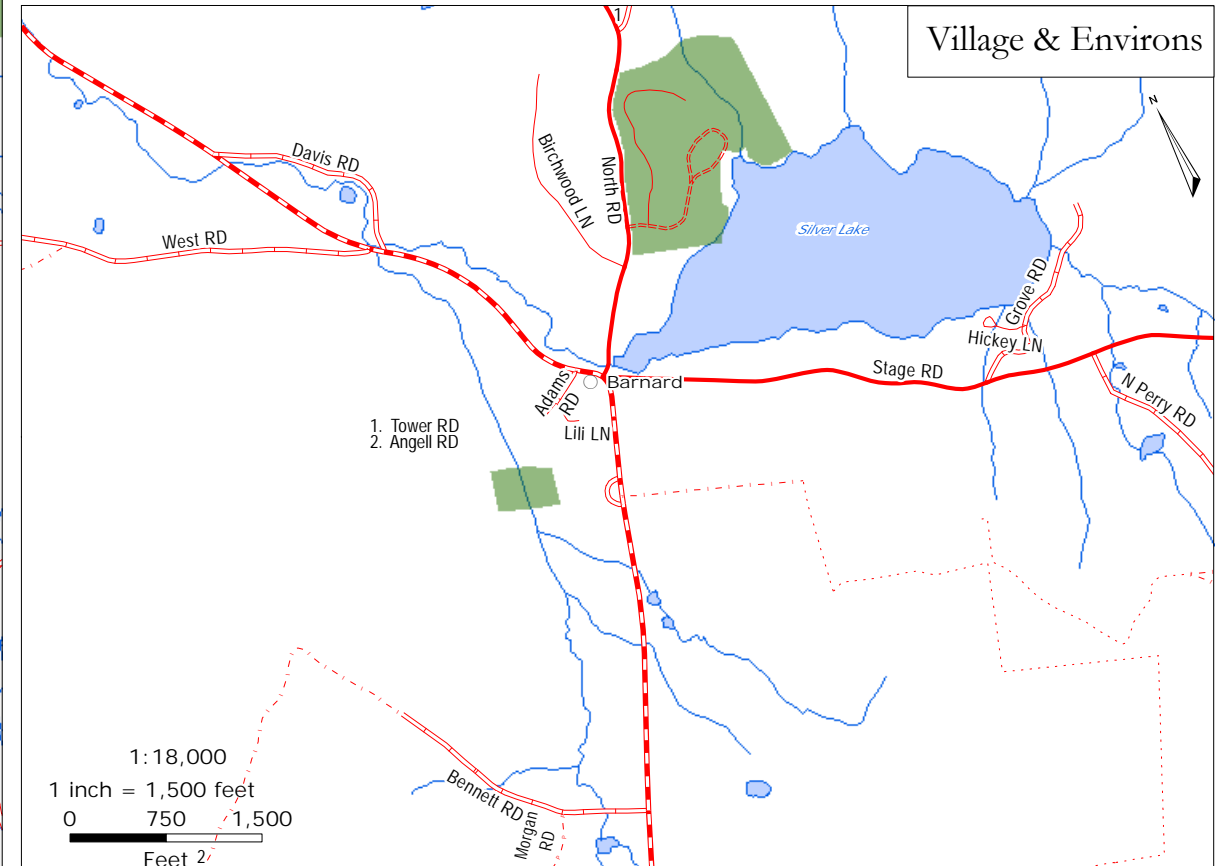 1
Village & Environs
N
Davis RD
Birchwood LN
North RD
West RD
Silver Lake
Grove RD
Hickey LN
Stage RD
Barnard
Adams
RD
N Perry RD
Lili LN
1. Tower RD
2. Angell RD
1:18,000
1 inch = 1,500 feet
0 750 1,500
Feet
2
Bennett RD
Morgan
RD